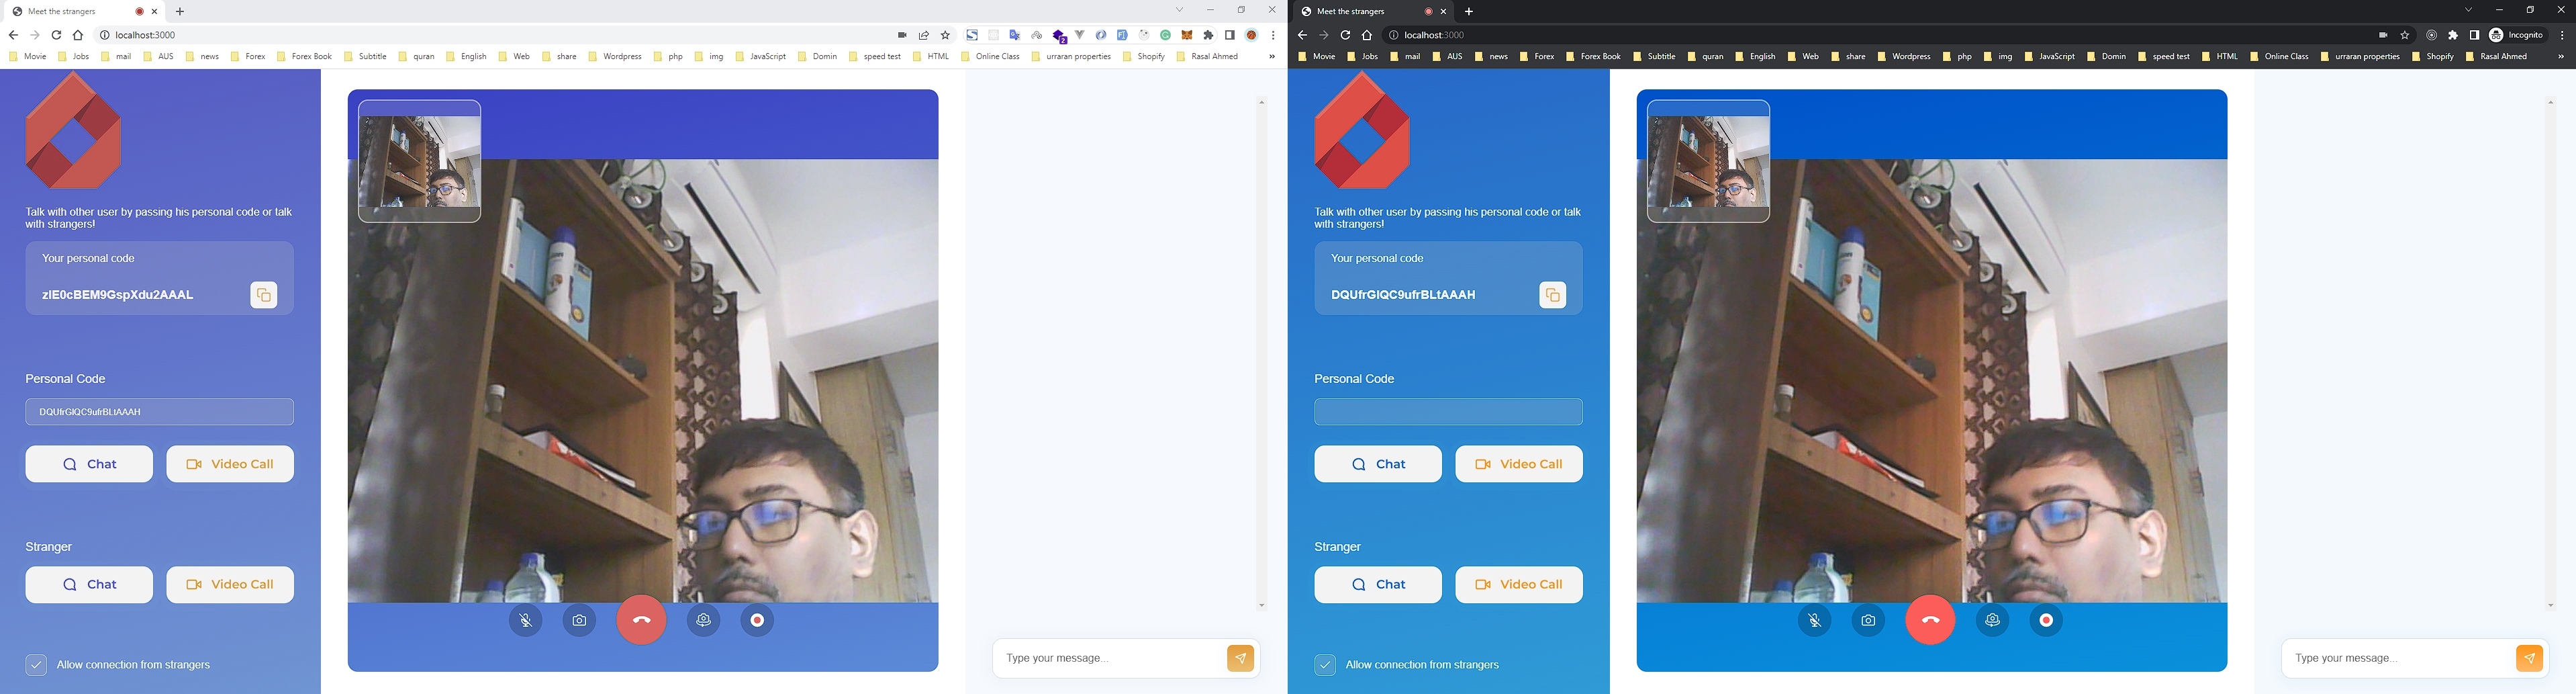 Meet the strangers
localhost:3000
2
Movie Jobs mail AUS news Forex Forex Book Subtitle quran English Web share Wordpress php img JavaScript Domin speed test HTML Online Class urraran properties Shopify Rasal Ahmed »
Talk with other user by passing his personal code or talk
with strangers!
Your personal code
zIE0cBEM9GspXdu2AAAL
Personal Code
DQUfrGIQC9ufrBLtAAAH
Chat Video Call
Stranger
Chat Video Call
Allow connection from strangers
Type your message...
Meet the strangers
localhost:3000
Incognito
Movie Jobs mail AUS news Forex Forex Book Subtitle quran English Web share Wordpress php img JavaScript Domin speed test HTML Online Class urraran properties Shopify Rasal Ahmed »
Talk with other user by passing his personal code or talk
with strangers!
Your personal code
DQUfrGIQC9ufrBLtAAAH
Personal Code
Chat Video Call
Stranger
Chat Video Call
Allow connection from strangers
Type your message...